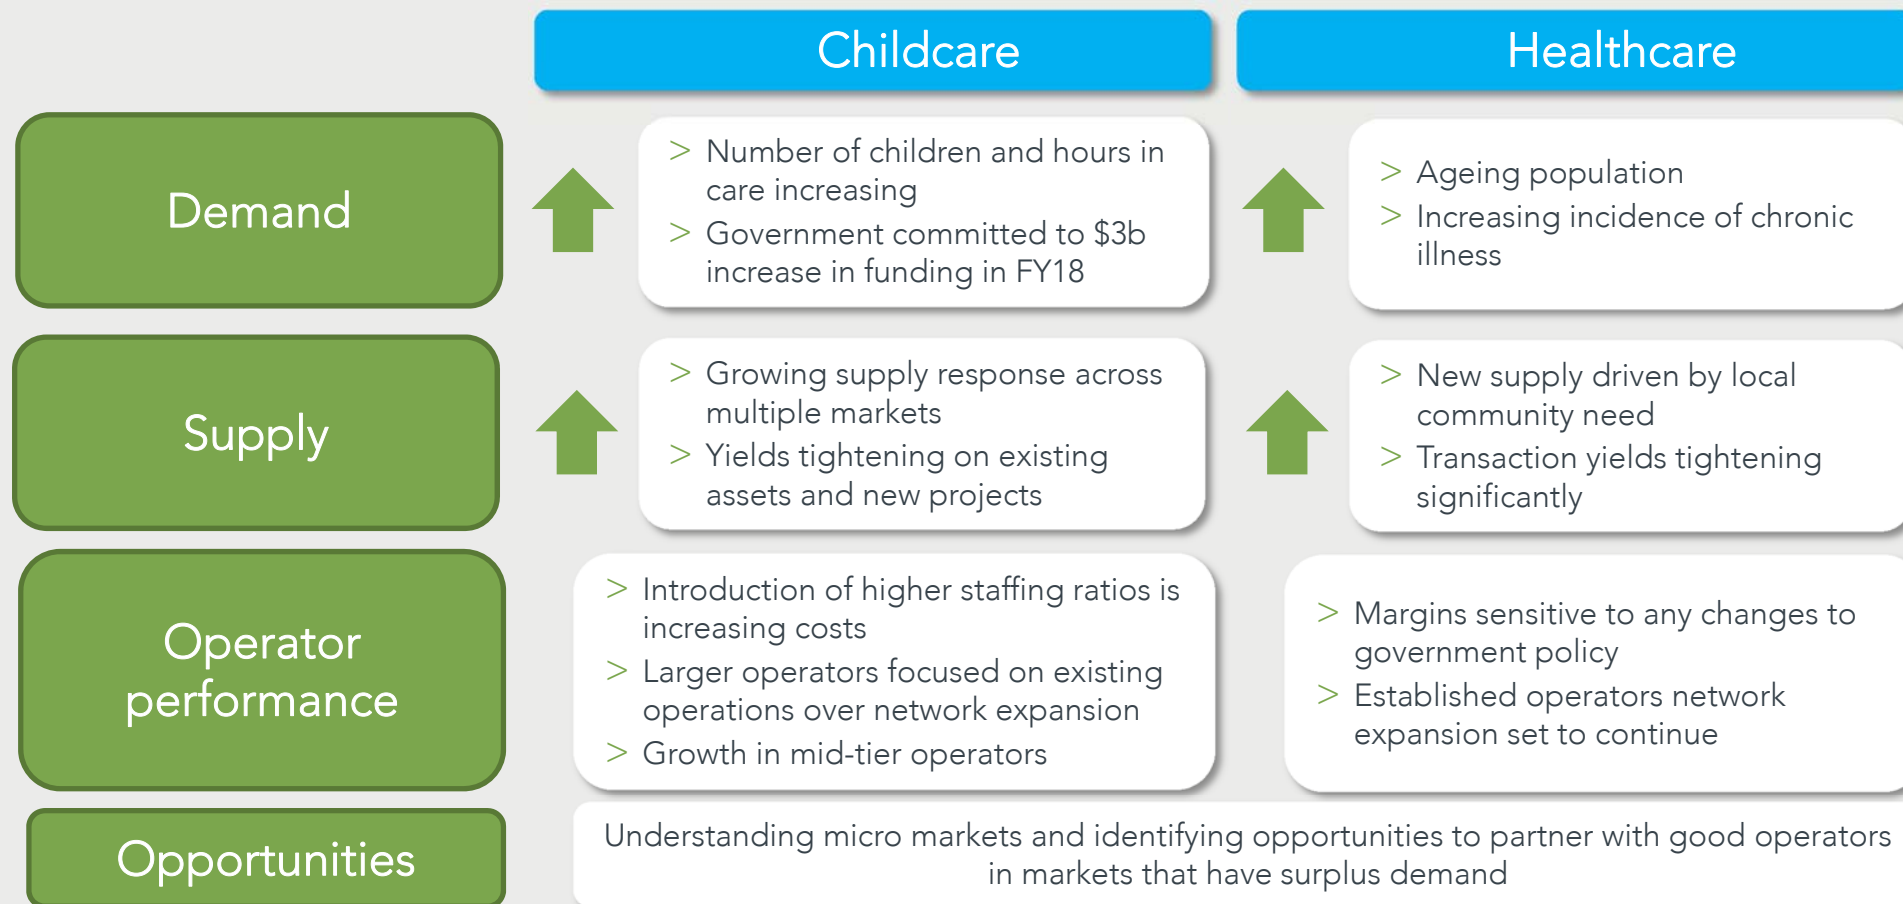 Childcare
Healthcare
Demand
> Number of children and hours in
care increasing
> Government committed to $3b
increase in funding in FY18
> Ageing population
> Increasing incidence of chronic
illness
Supply
> Growing supply response across
multiple markets
> Yields tightening on existing
assets and new projects
> New supply driven by local
community need
> Transaction yields tightening
significantly
Operator
performance
> Introduction of higher staffing ratios is
increasing costs
> Larger operators focused on existing
operations over network expansion
> Growth in mid-tier operators
> Margins sensitive to any changes to
government policy
> Established operators network
expansion set to continue
Opportunities
Understanding micro markets and identifying opportunities to partner with good operators
in markets that have surplus demand